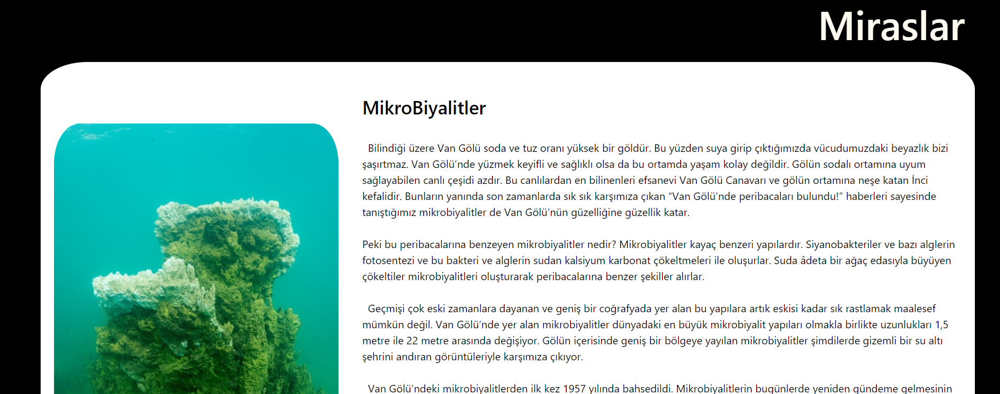 Miraslar
MikroBiyalitler
Bilindiği üzere Van Gölü soda ve tuz oranı yüksek bir göldür. Bu yüzden suya girip çıktığımızda vücudumuzdaki beyazlık bizi
şaşırtmaz. Van Gölü’nde yüzmek keyifli ve sağlıklı olsa da bu ortamda yaşam kolay değildir. Gölün sodalı ortamına uyum
sağlayabilen canlı çeşidi azdır. Bu canlılardan en bilinenleri efsanevi Van Gölü Canavarı ve gölün ortamına neşe katan İnci
kefalidir. Bunların yanında son zamanlarda sık sık karşımıza çıkan “Van Gölü’nde peribacaları bulundu!” haberleri sayesinde
tanıştığımız mikrobiyalitler de Van Gölü’nün güzelliğine güzellik katar.
Peki bu peribacalarına benzeyen mikrobiyalitler nedir? Mikrobiyalitler kayaç benzeri yapılardır. Siyanobakteriler ve bazı alglerin
fotosentezi ve bu bakteri ve alglerin sudan kalsiyum karbonat çökeltmeleri ile oluşurlar. Suda âdeta bir ağaç edasıyla büyüyen
çökeltiler mikrobiyalitleri oluşturarak peribacalarına benzer şekiller alırlar.
Geçmişi çok eski zamanlara dayanan ve geniş bir coğrafyada yer alan bu yapılara artık eskisi kadar sık rastlamak maalesef
mümkün değil. Van Gölü’nde yer alan mikrobiyalitler dünyadaki en büyük mikrobiyalit yapıları olmakla birlikte uzunlukları 1,5
metre ile 22 metre arasında değişiyor. Gölün içerisinde geniş bir bölgeye yayılan mikrobiyalitler şimdilerde gizemli bir su altı
şehrini andıran görüntüleriyle karşımıza çıkıyor.
Van Gölü’ndeki mikrobiyalitlerden ilk kez 1957 yılında bahsedildi. Mikrobiyalitlerin bugünlerde yeniden gündeme gelmesinin